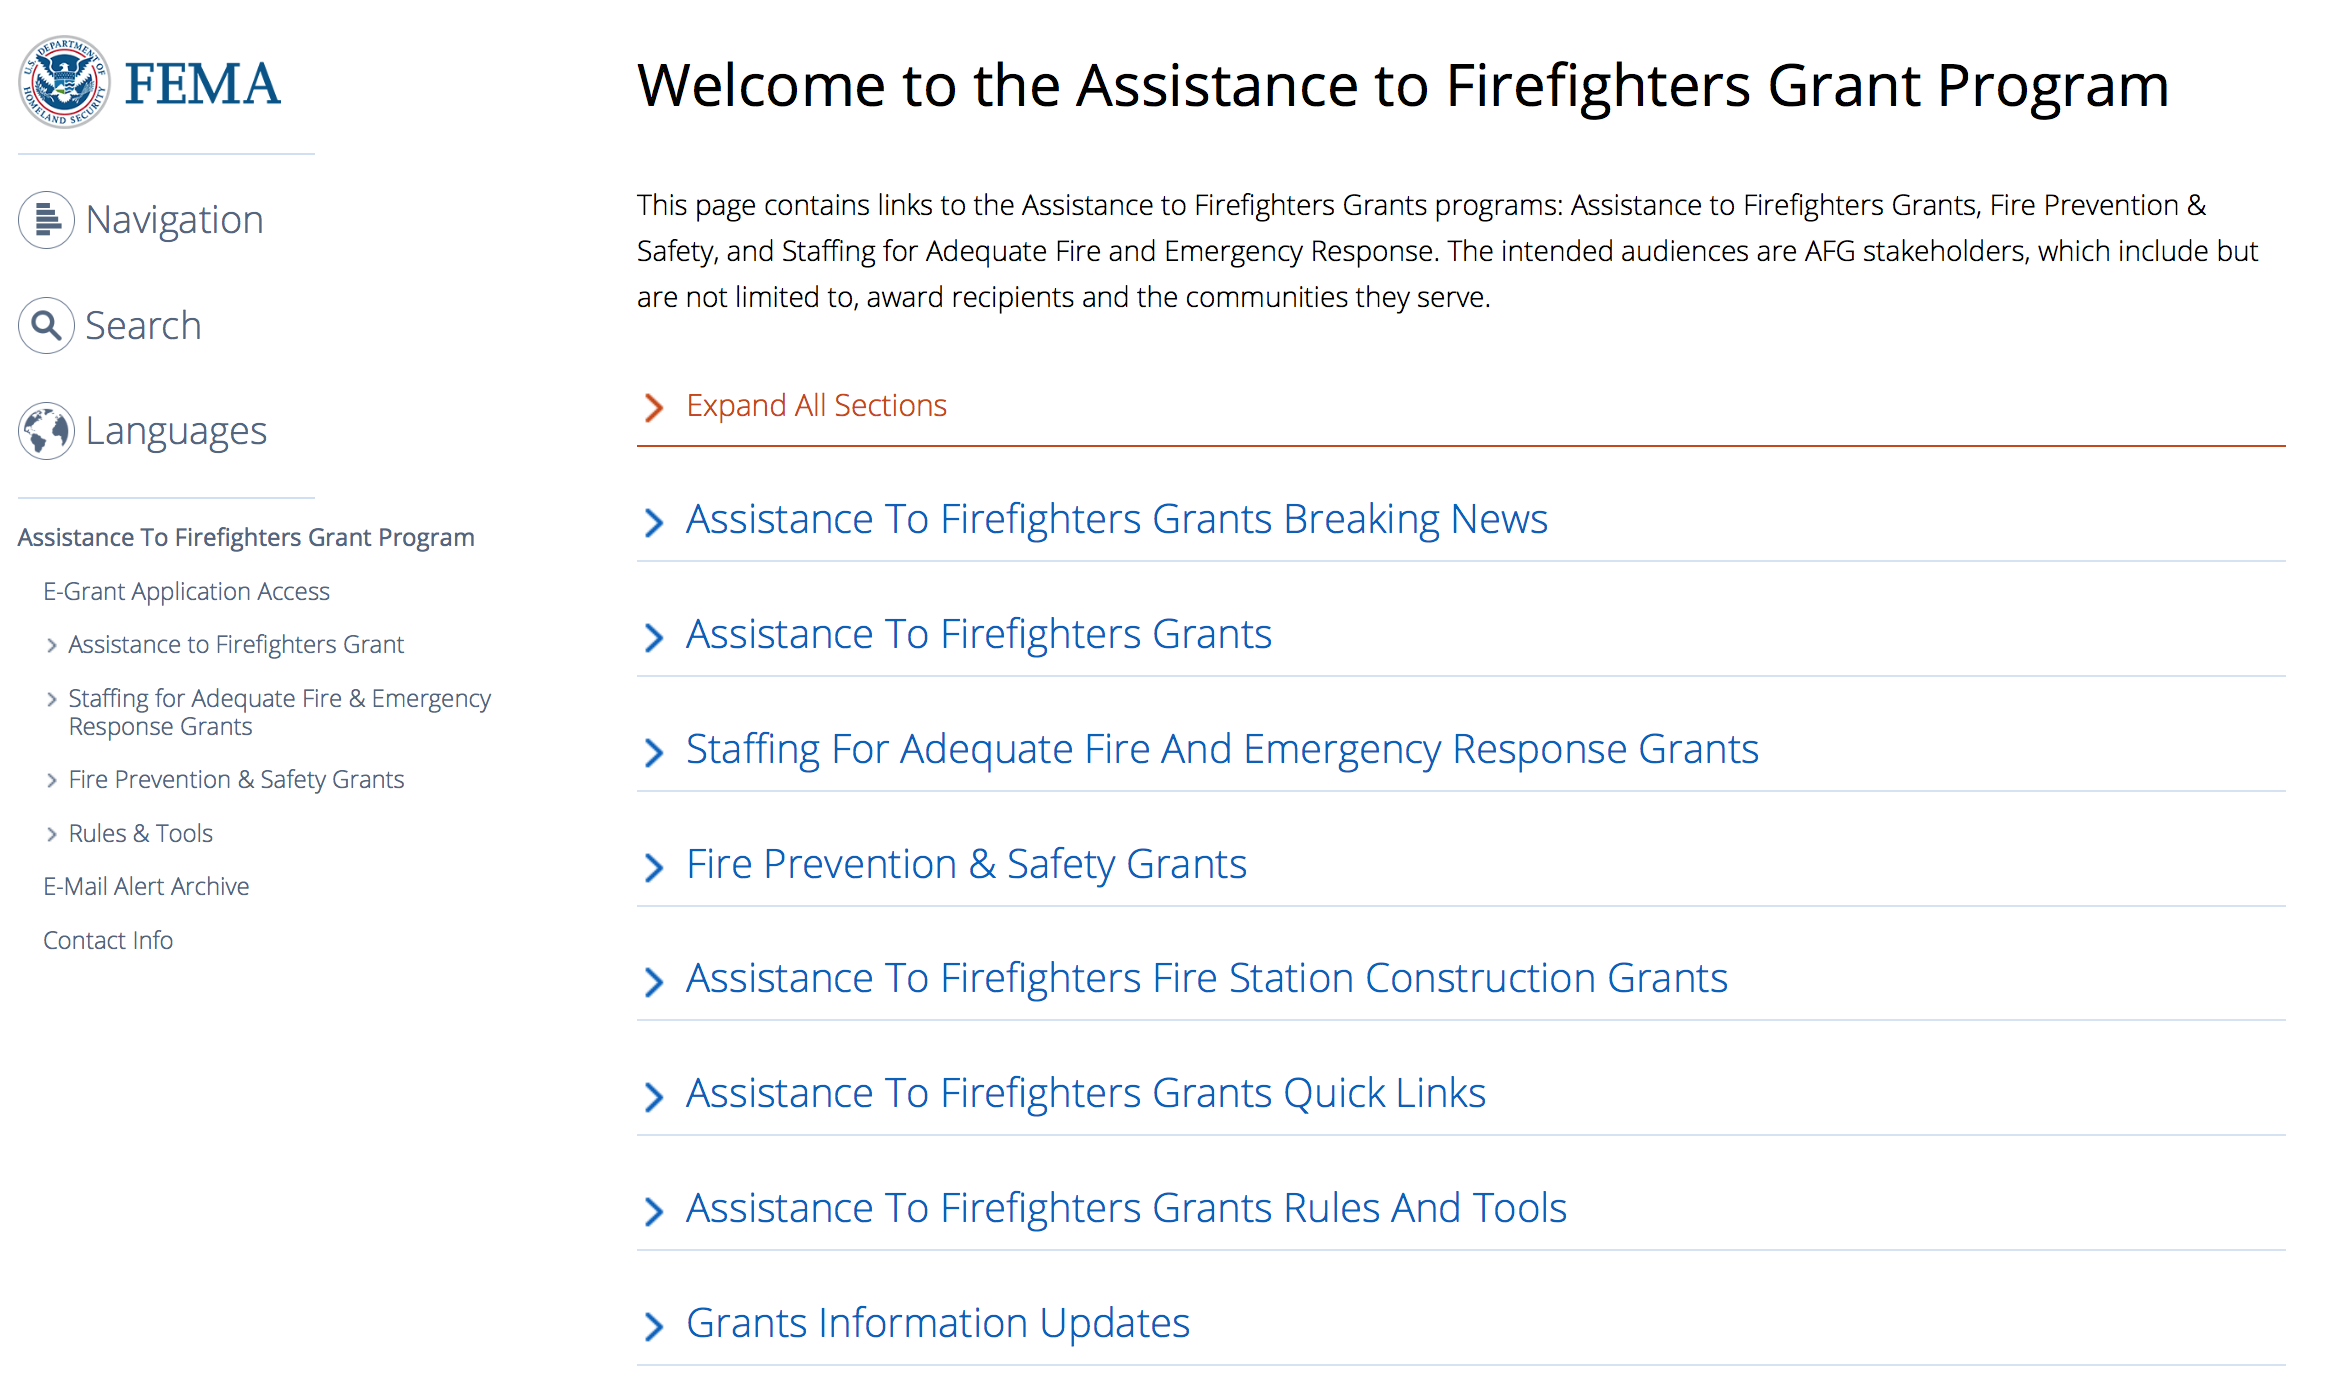 U.S. DEPARTMENT OF HOMELAND SECURITY
FEMA
Navigation
Search
Languages
Assistance To Firefighters Grant Program
E-Grant Application Access
Assistance to Firefighters Grant
Staffing for Adequate Fire & Emergency
Response Grants
Fire Prevention & Safety Grants
Rules & Tools
E-Mail Alert Archive
Contact Info
Welcome to the Assistance to Firefighters Grant Program
This page contains links to the Assistance to Firefighters Grants programs: Assistance to Firefighters Grants, Fire Prevention &
Safety, and Staffing for Adequate Fire and Emergency Response. The intended audiences are AFG stakeholders, which include but
are not limited to, award recipients and the communities they serve.
Expand All Sections
Assistance To Firefighters Grants Breaking News
Assistance To Firefighters Grants
Staffing For Adequate Fire And Emergency Response Grants
Fire Prevention & Safety Grants
Assistance To Firefighters Fire Station Construction Grants
Assistance To Firefighters Grants Quick Links
Assistance To Firefighters Grants Rules And Tools
Grants Information Updates